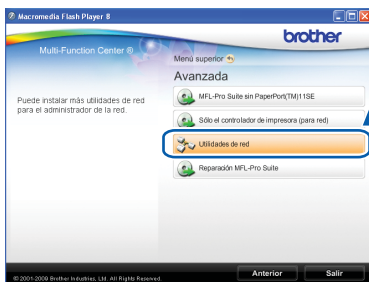 Macromedia Flash Player 8
brother
Multi-Function Center ®
Menú superior
Avanzada
Puede instalar más utilidades de red
para el administrador de la red.
MFL-Pro Suite sin PaperPort(TM)11SE
Sólo el controlador de impresora (para red)
Utilidades de red
Reparación MFL-Pro Suite
© 2001-2008 Brother Industries, Ltd. All Rights Reserved.
Anterior
Salir